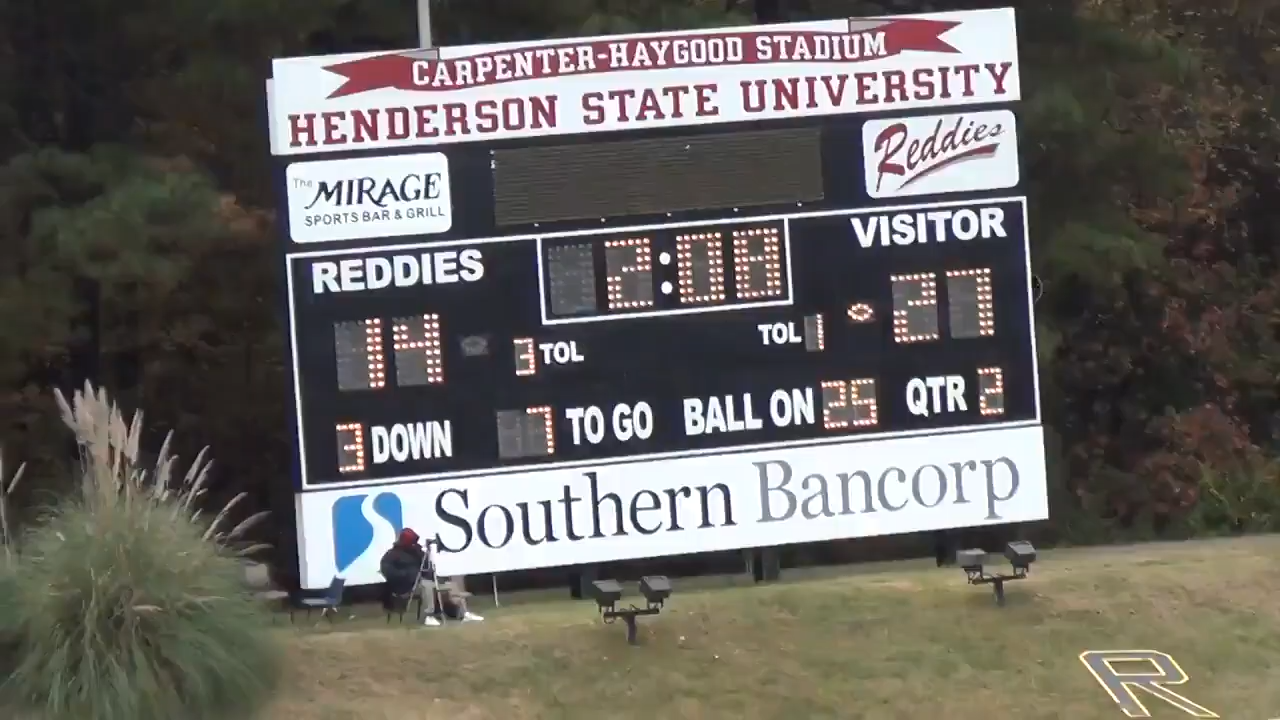 CARPENTER-HAYGOOD STADIUM
HENDERSON STATE UNIVERSITY
The MIRAGE
SPORTS BAR & GRILL
Reddies
REDDIES
2:08
VISITOR
14
3 TOL
TOL 1
27
3 DOWN
7 TO GO
BALL ON 25
QTR 2
Southern Bancorp
R